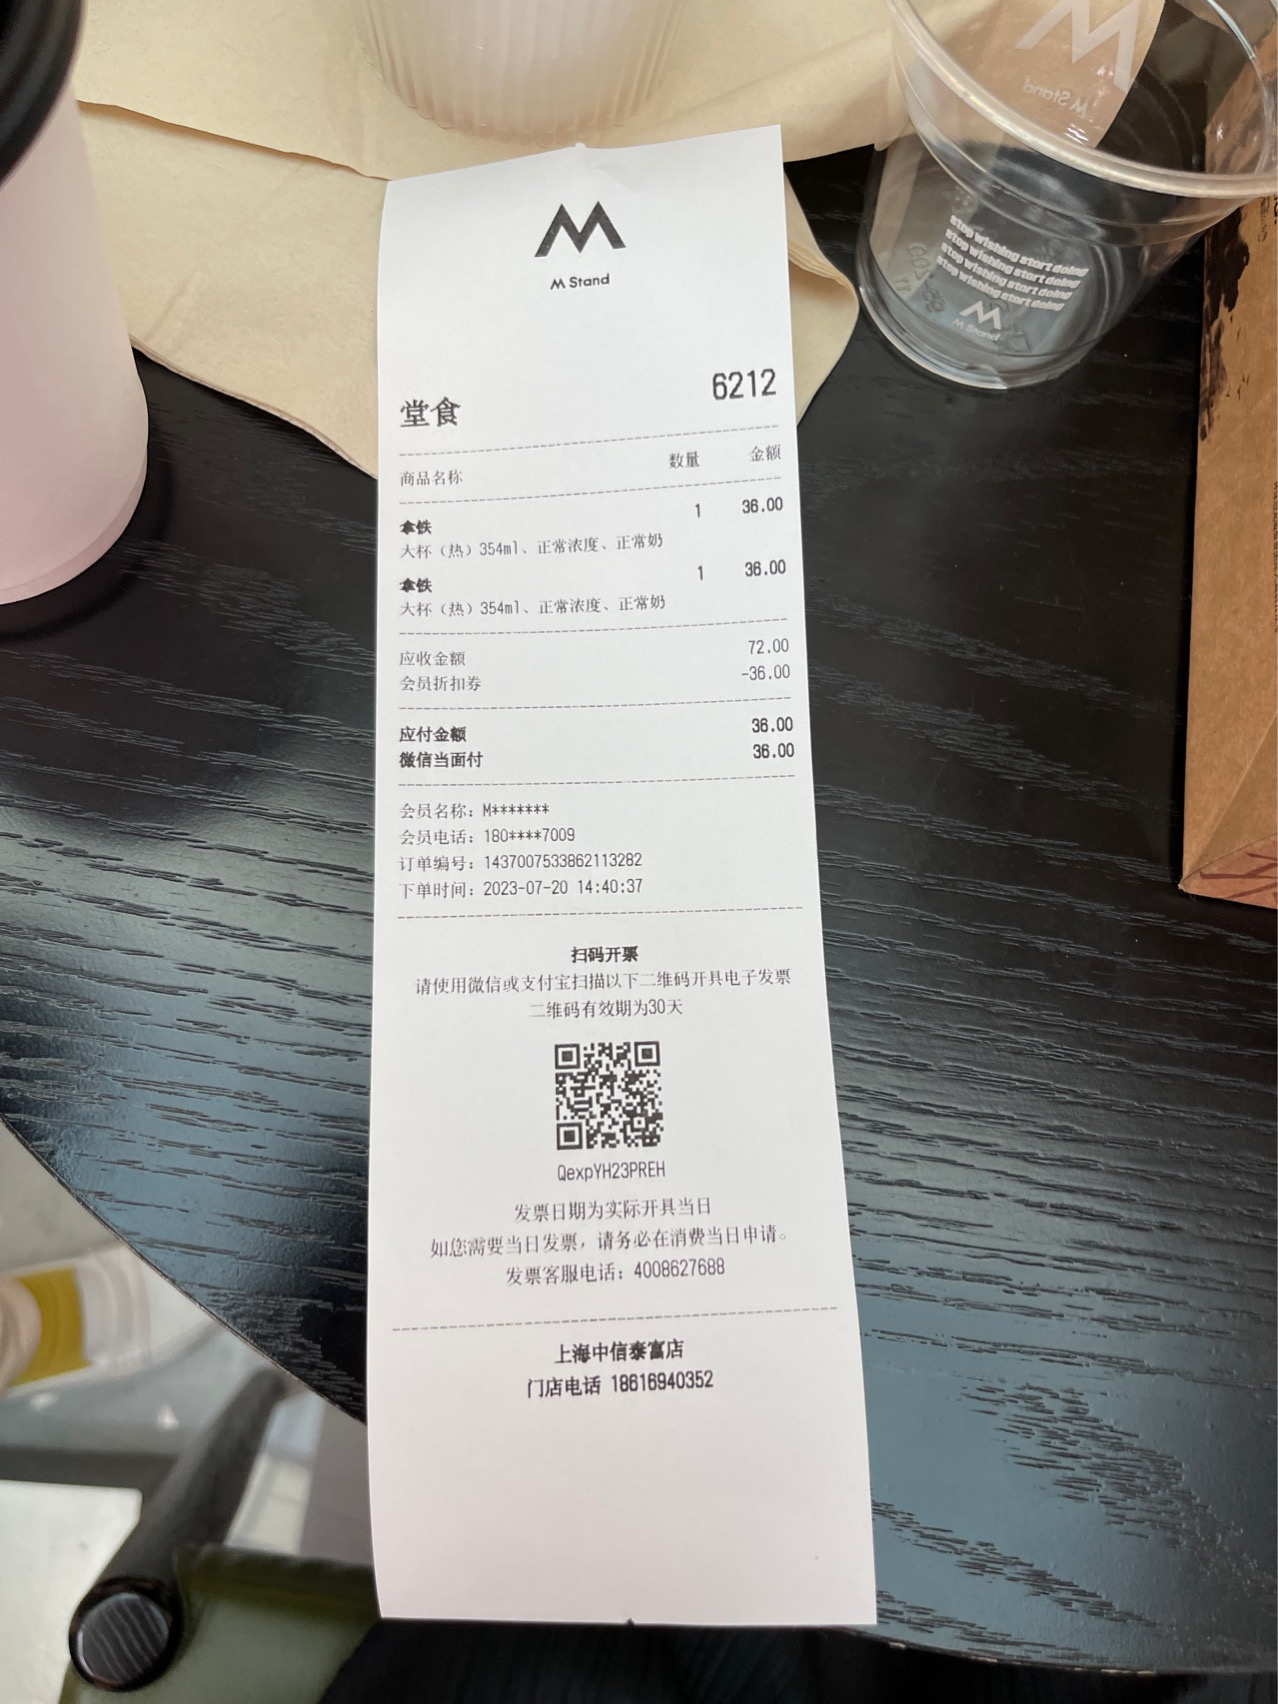 M Stand
堂食 6212
商品名称 数量 金额
拿铁 1 36.00
大杯（热）354ml、正常浓度、正常奶
拿铁 1 36.00
大杯（热）354ml、正常浓度、正常奶
应收金额 72.00
会员折扣券 -36.00
应付金额 36.00
微信当面付 36.00
会员名称：M*******
会员电话：180****7009
订单编号：1437007533862113282
下单时间：2023-07-20 14:40:37
扫码开票
请使用微信或支付宝扫描以下二维码开具电子发票
二维码有效期为30天
QexpYH23PREH
发票日期为实际开具当日
如您需要当日发票，请务必在消费当日申请。
发票客服电话：4008627688
上海中信泰富店
门店电话 18616940352
M Stand
stop wishing start doing
stop wishing start doing
stop wishing start doing
stop wishing start doing
M Stand